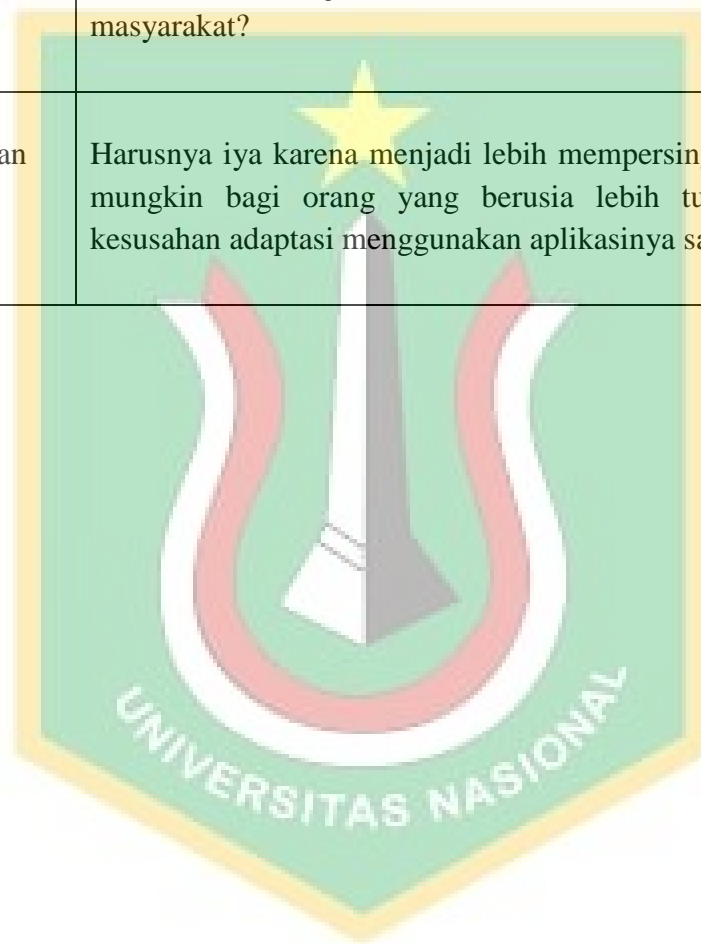 masyarakat?
an Harusnya iya karena menjadi lebih mempersin
mungkin bagi orang yang berusia lebih tu
kesusahan adaptasi menggunakan aplikasinya sa
UNIVERSITAS NASIONAL